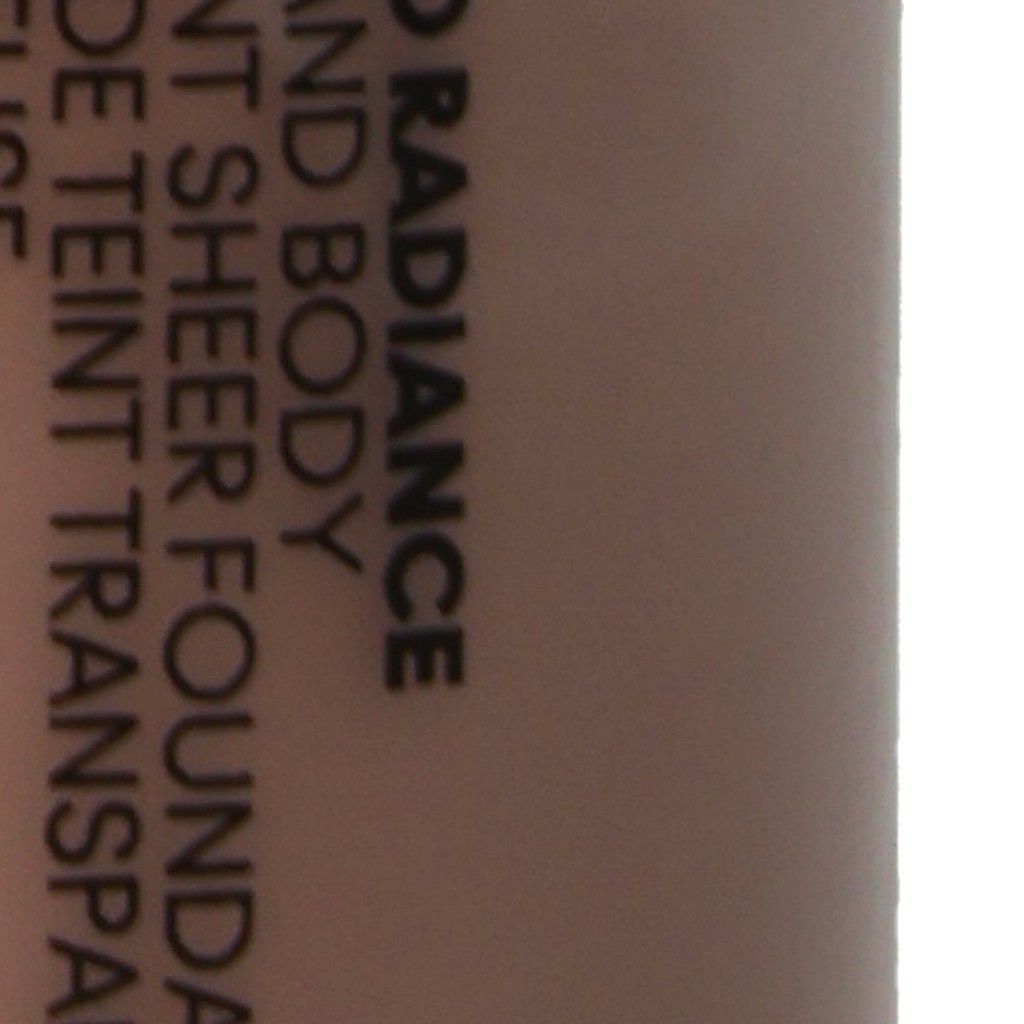 RADIANCE
AND BODY
NT SHEER FOUNDA
DE TEINT TRANSPA